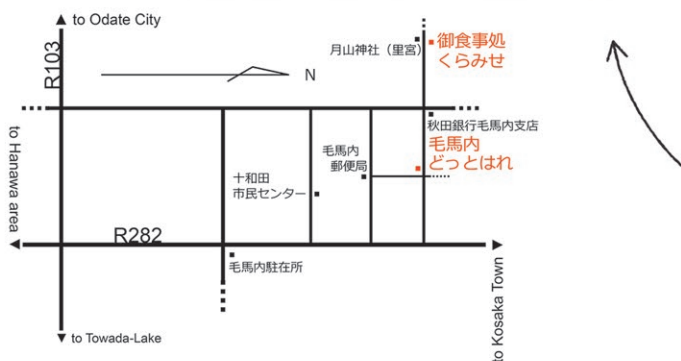 to Odate City
R103
月山神社（里宮）
御食事処
くらみせ
N
秋田銀行毛馬内支店
毛馬内
どっとはれ
毛馬内
郵便局
十和田
市民センター
to Hanawa area
R282
毛馬内駐在所
to Towada-Lake
to Kosaka Town